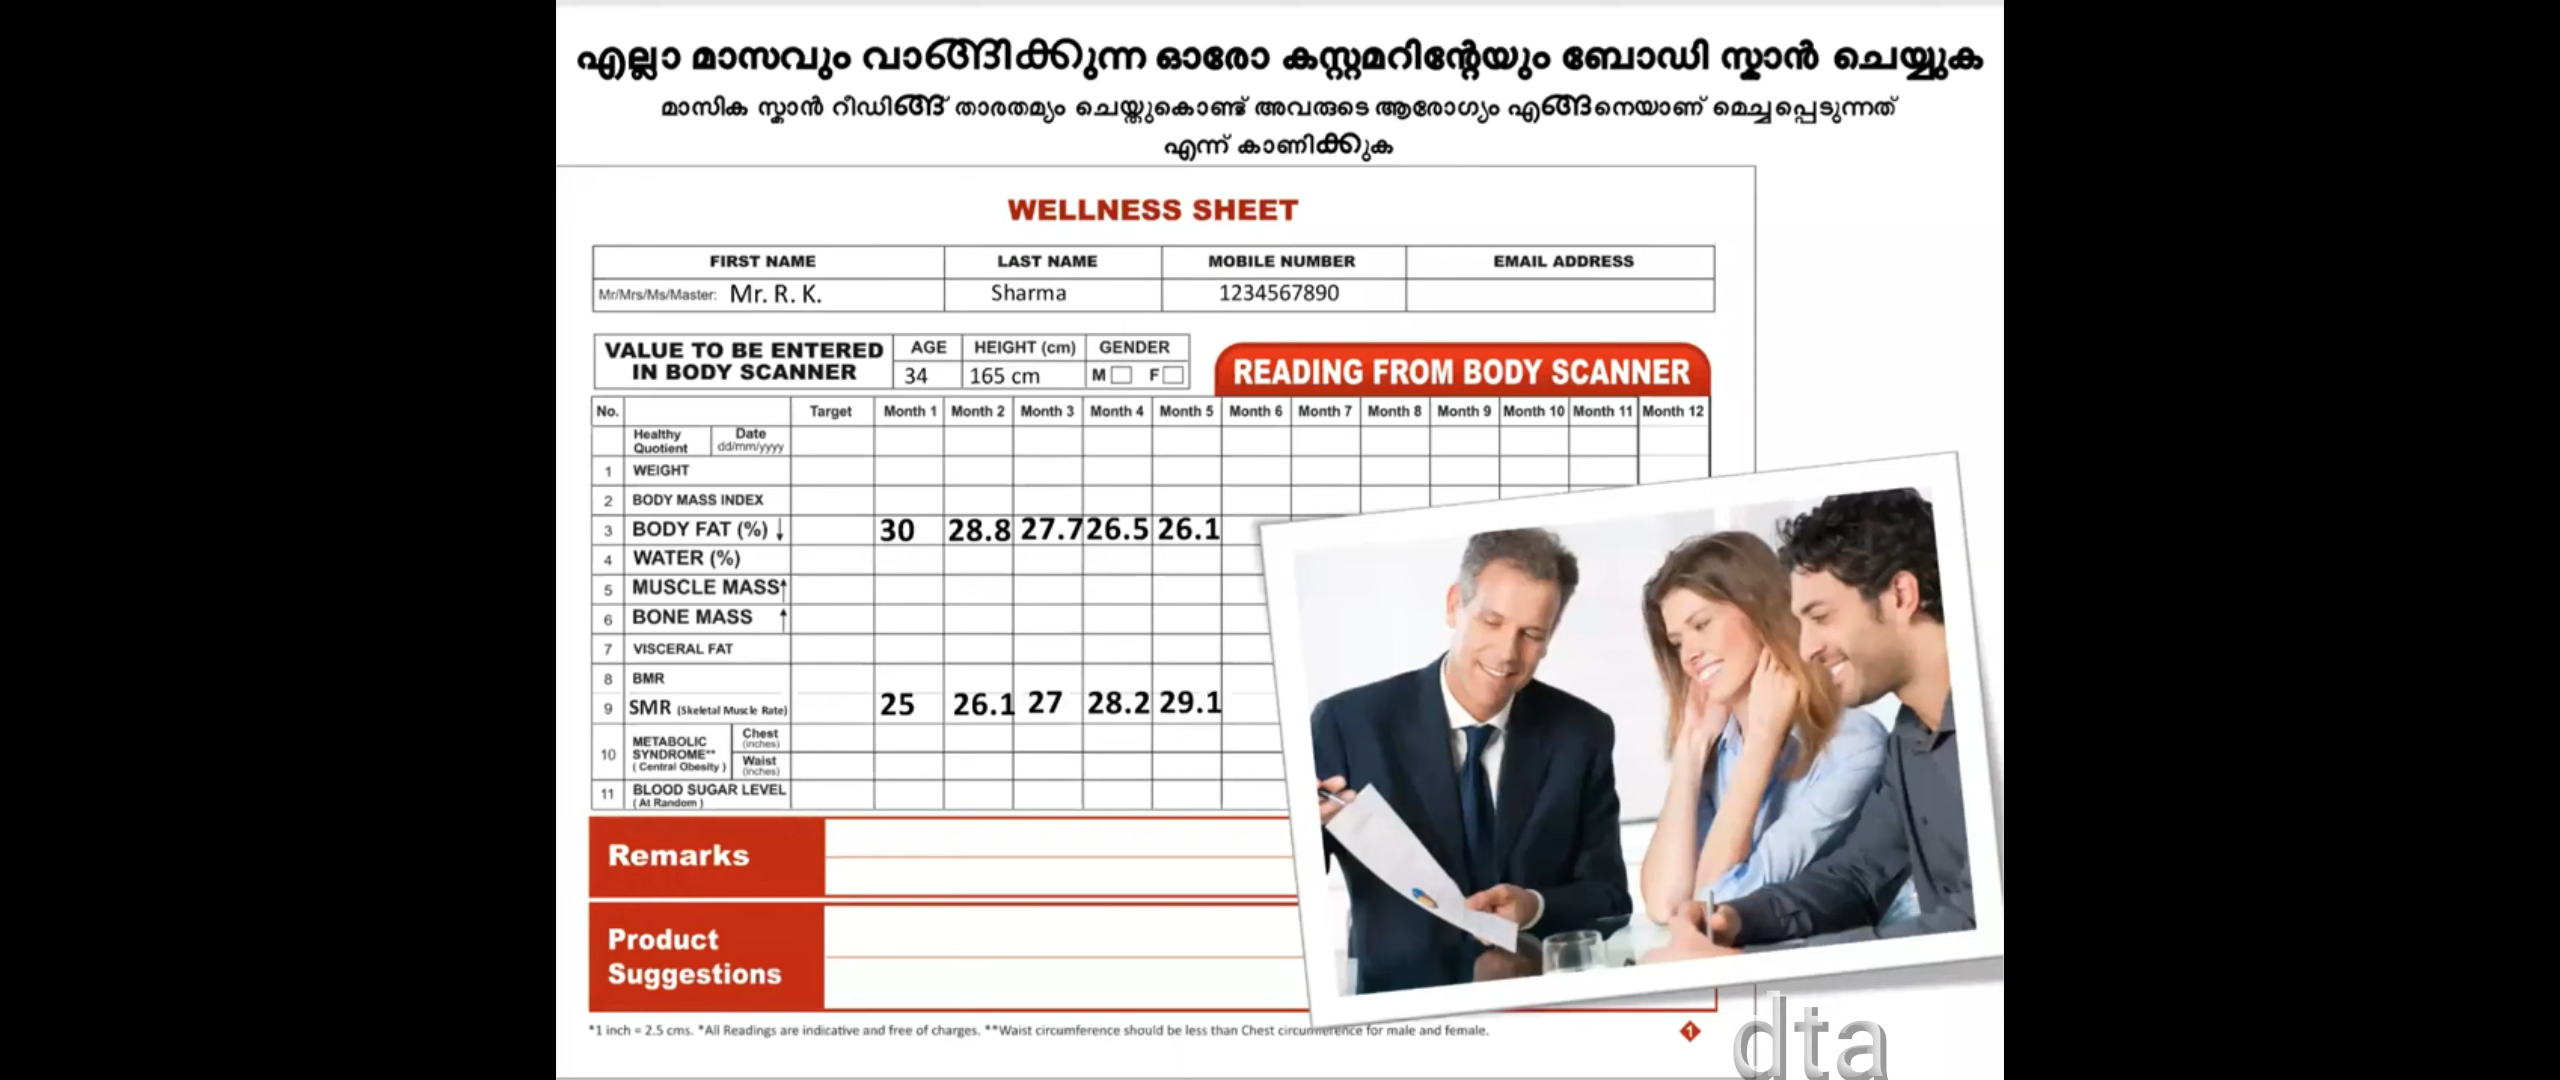 എല്ലാ മാസവും വാങ്ങിക്കുന്ന ഓരോ കസ്റ്റമറിന്റേയും ബോഡി സ്കാൻ ചെയ്യുക
മാസിക സ്കാൻ റീഡിങ്ങ് താരതമ്യം ചെയ്തുകൊണ്ട് അവരുടെ ആരോഗ്യം എങ്ങനെയാണ് മെച്ചപ്പെടുന്നത്
എന്ന് കാണിക്കുക
WELLNESS SHEET
FIRST NAME LAST NAME MOBILE NUMBER EMAIL ADDRESS
Mr/Mrs/Ms/Master: Mr. R. K. Sharma 1234567890
VALUE TO BE ENTERED IN BODY SCANNER
AGE HEIGHT (cm) GENDER
34 165 cm M F
READING FROM BODY SCANNER
No. Target Month 1 Month 2 Month 3 Month 4 Month 5 Month 6 Month 7 Month 8 Month 9 Month 10 Month 11 Month 12
Healthy Quotient Date dd/mm/yyyy
1 WEIGHT
2 BODY MASS INDEX
3 BODY FAT (%) ↓ 30 28.8 27.7 26.5 26.1
4 WATER (%)
5 MUSCLE MASS ↑
6 BONE MASS ↑
7 VISCERAL FAT
8 BMR
9 SMR (Skeletal Muscle Rate) 25 26.1 27 28.2 29.1
10 METABOLIC SYNDROME** (Central Obesity) Chest (inches)
Waist (inches)
11 BLOOD SUGAR LEVEL (At Random)
Remarks
Product
Suggestions
*1 inch = 2.5 cms. *All Readings are indicative and free of charges. **Waist circumference should be less than Chest circumference for male and female.
1
dta